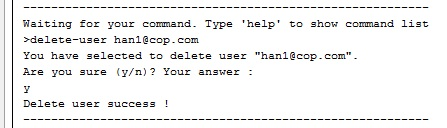 Waiting for your command. Type 'help' to show command list
>delete-user han1@cop.com
You have selected to delete user "han1@cop.com".
Are you sure (y/n)? Your answer :
y
Delete user success !